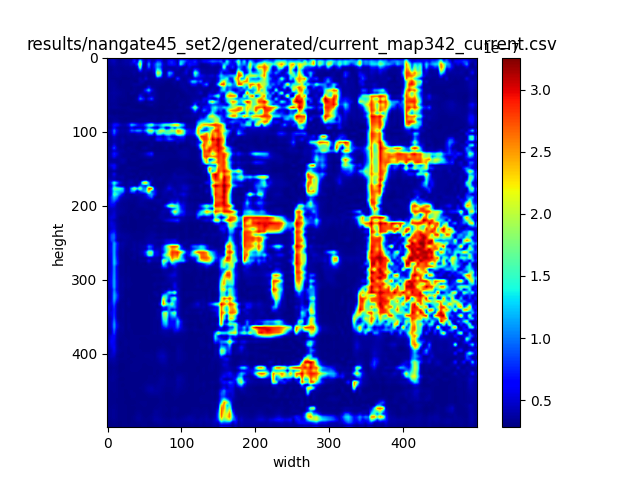 results/nangate45_set2/generated/current_map342_current.csv
1e−7
0
100
200
300
400
height
0 100 200 300 400
width
3.0
2.5
2.0
1.5
1.0
0.5